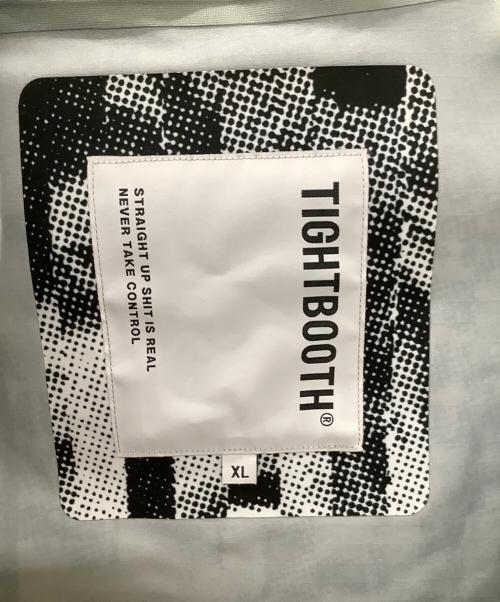 TIGHTBOOTH®
STRAIGHT UP SHIT IS REAL
NEVER TAKE CONTROL
XL